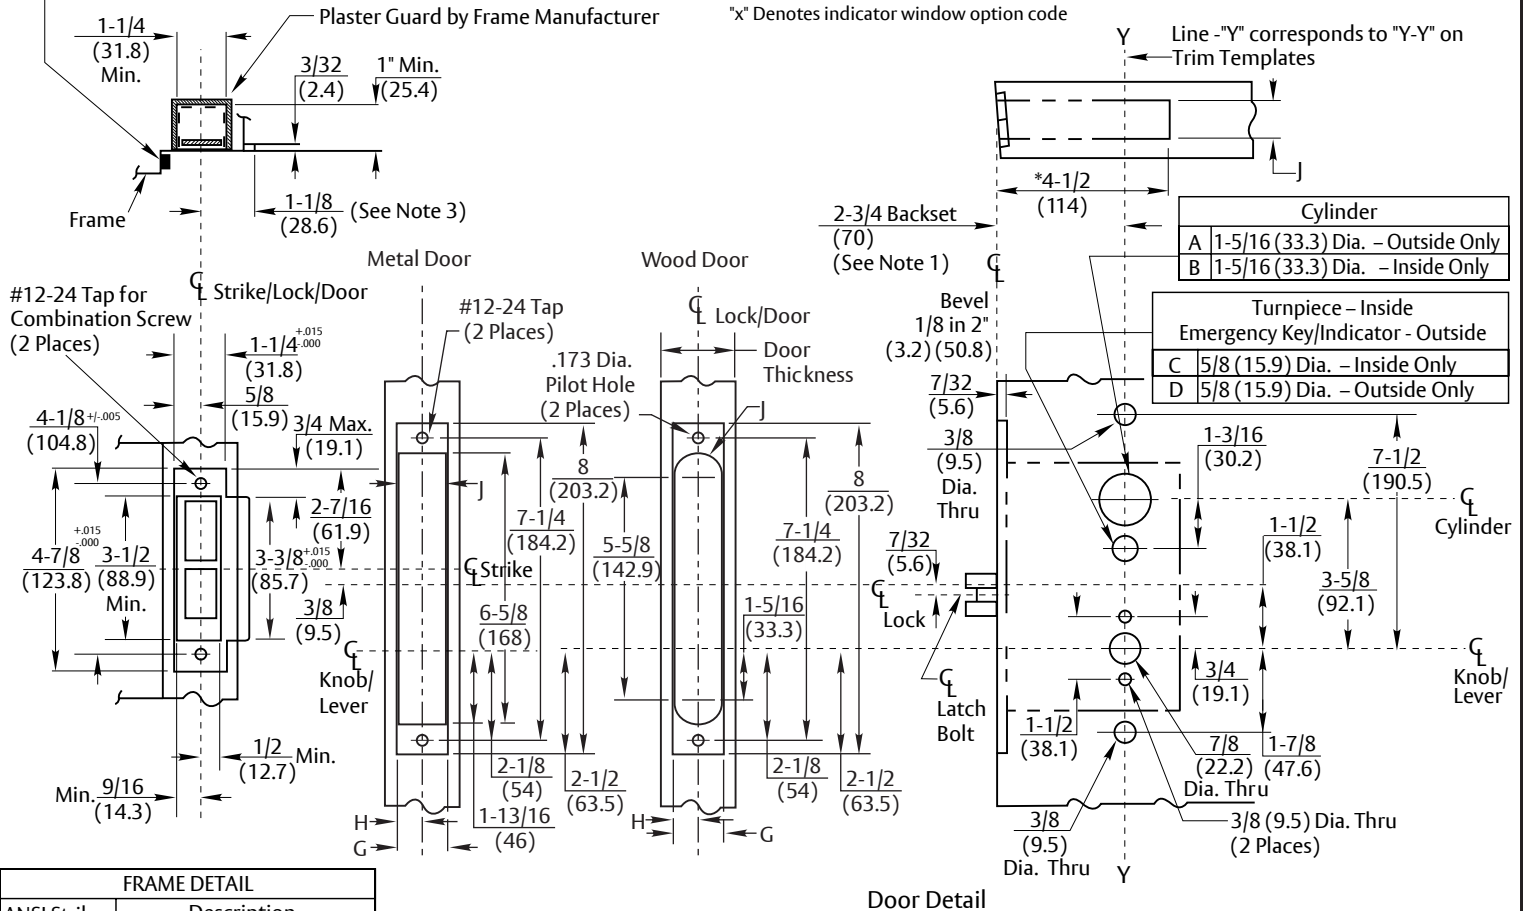 Plaster Guard by Frame Manufacturer
"x" Denotes indicator window option code
1-1/4
(31.8)
Min.
3/32
(2.4)
1" Min.
(25.4)
Y
Line -"Y" corresponds to "Y-Y" on
Trim Templates
J
*4-1/2
(114)
Frame
1-1/8
(28.6)
(See Note 3)
2-3/4 Backset
(70)
(See Note 1)
Cylinder
A 1-5/16 (33.3) Dia. – Outside Only
B 1-5/16 (33.3) Dia. – Inside Only
Turnpiece – Inside
Emergency Key/Indicator - Outside
C 5/8 (15.9) Dia. – Inside Only
D 5/8 (15.9) Dia. – Outside Only
CL
Bevel
1/8 in 2"
(3.2) (50.8)
Metal Door
Wood Door
CL Strike/Lock/Door
#12-24 Tap for
Combination Screw
(2 Places)
1-1/4 +.015 -.000
(31.8)
5/8
(15.9)
4-1/8 +/-.005
(104.8)
3/4 Max.
(19.1)
2-7/16
(61.9)
4-7/8 +.015 -.000
(123.8)
3-1/2
(88.9)
Min.
3-3/8 +.015 -.000
(85.7)
3/8
(9.5)
CL
Knob/
Lever
1/2
(12.7)
Min.
Min. 9/16
(14.3)
#12-24 Tap
(2 Places)
J
8
(203.2)
7-1/4
(184.2)
CL Strike
6-5/8
(168)
2-1/8
(54)
2-1/2
(63.5)
1-13/16
(46)
H
G
CL Lock/Door
Door
Thickness
.173 Dia.
Pilot Hole
(2 Places)
J
8
(203.2)
7-1/4
(184.2)
5-5/8
(142.9)
1-5/16
(33.3)
2-1/8
(54)
2-1/2
(63.5)
H
G
7/32
(5.6)
3/8
(9.5)
Dia.
Thru
1-3/16
(30.2)
7-1/2
(190.5)
CL
Cylinder
1-1/2
(38.1)
3-5/8
(92.1)
7/32
(5.6)
CL
Lock
CL
Latch
Bolt
CL
Knob/
Lever
3/4
(19.1)
1-1/2
(38.1)
7/8
(22.2)
Dia. Thru
1-7/8
(47.6)
3/8
(9.5)
Dia. Thru
3/8 (9.5) Dia. Thru
(2 Places)
Y
Door Detail
FRAME DETAIL
Description